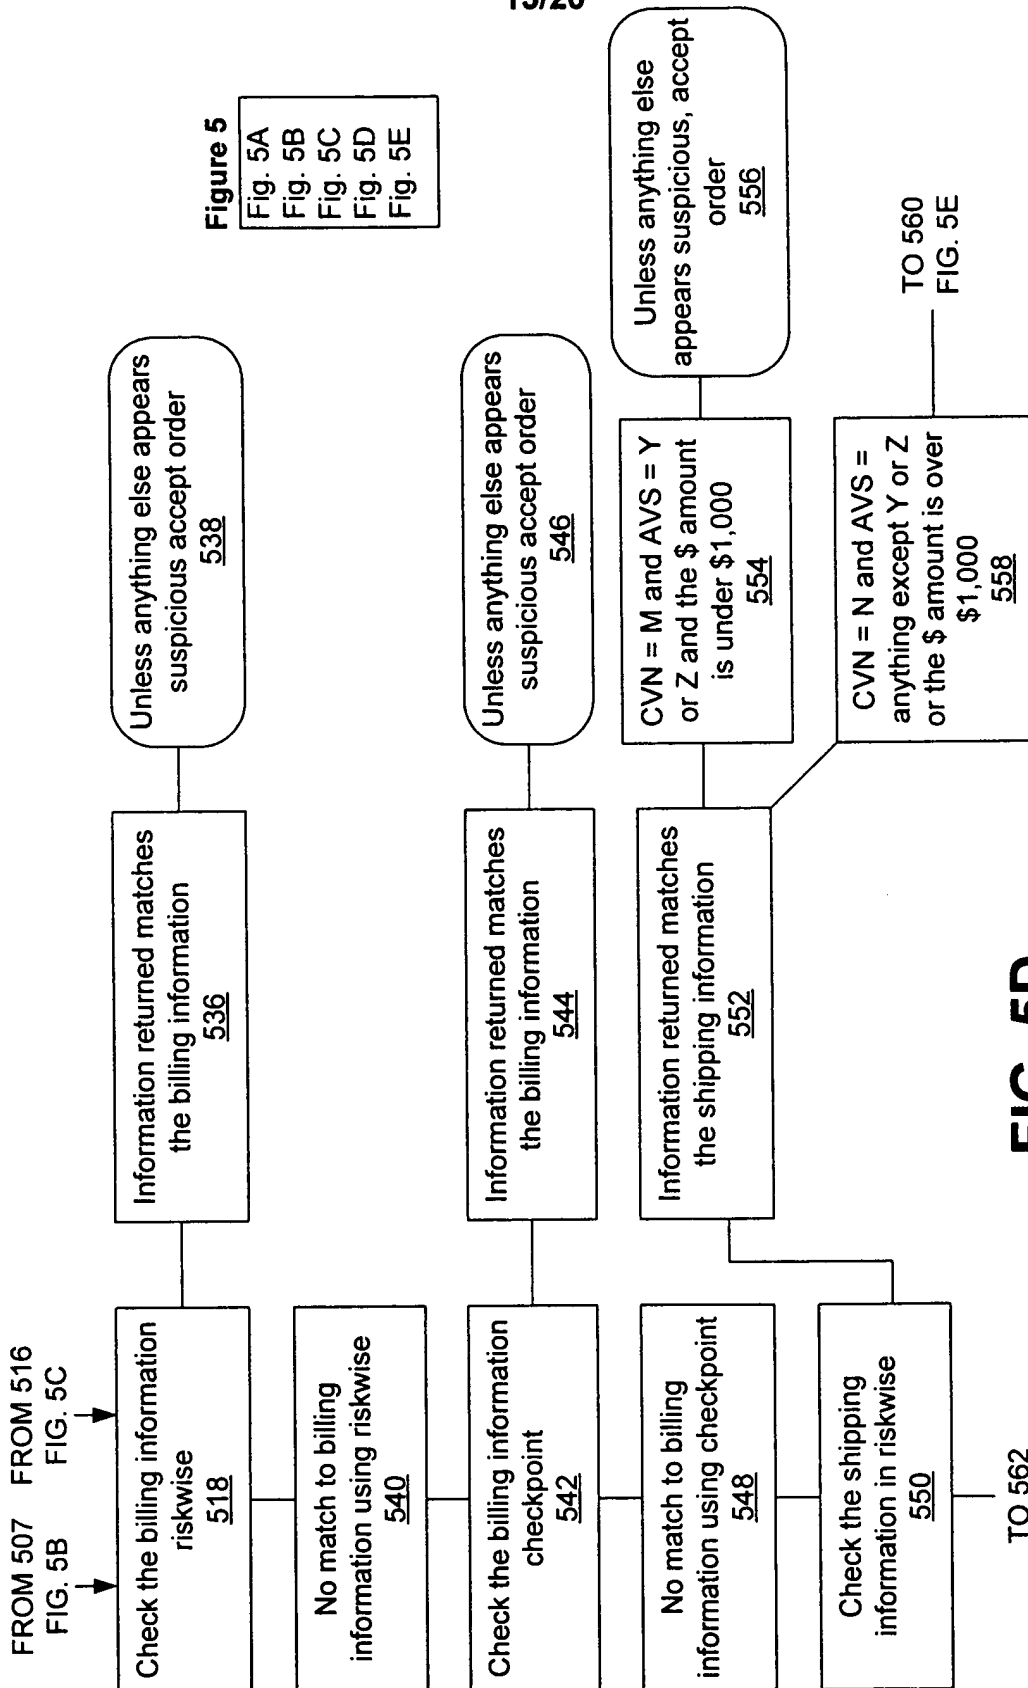 Figure 5
Fig. 5A
Fig. 5B
Fig. 5C
Fig. 5D
Fig. 5E
FROM 507
FIG. 5B
FROM 516
FIG. 5C
Check the billing information
riskwise
518
Information returned matches
the billing information
536
Unless anything else appears
suspicious accept order
538
No match to billing
information using riskwise
540
Check the billing information
checkpoint
542
Information returned matches
the billing information
544
Unless anything else appears
suspicious accept order
546
No match to billing
information using checkpoint
548
Check the shipping
information in riskwise
550
Information returned matches
the shipping information
552
CVN = M and AVS = Y
or Z and the $ amount
is under $1,000
554
Unless anything else
appears suspicious, accept
order
556
CVN = N and AVS =
anything except Y or Z
or the $ amount is over
$1,000
558
TO 560
FIG. 5E
TO 562
FIG. 5D